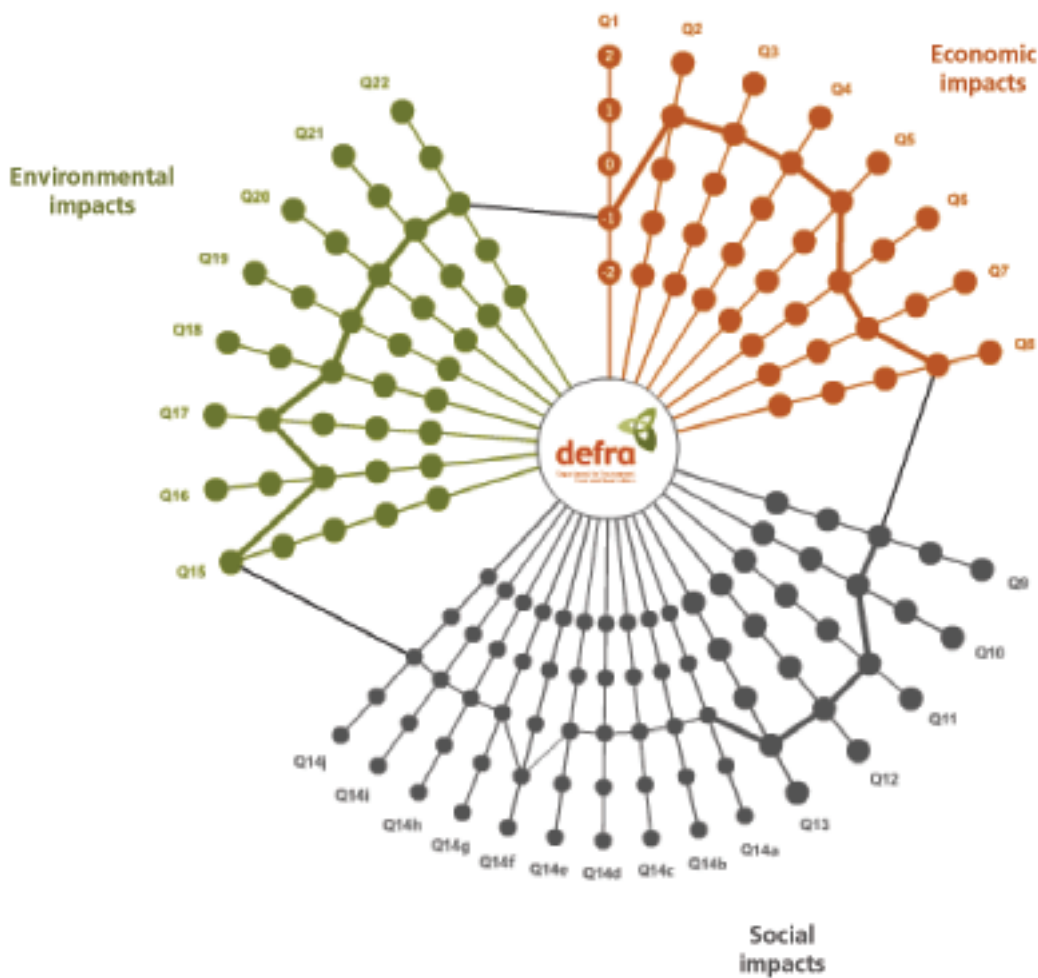 Economic
impacts
Q1
2
1
0
-1
-2
Q2
Q3
Q4
Q5
Q6
Q7
Q8
Q9
Q10
Q11
Q12
Q13
Q14a
Q14b
Q14c
Q14d
Q14e
Q14f
Q14g
Q14h
Q14i
Q14j
Social
impacts
Q15
Q16
Q17
Q18
Q19
Q20
Q21
Q22
Environmental
impacts
defra